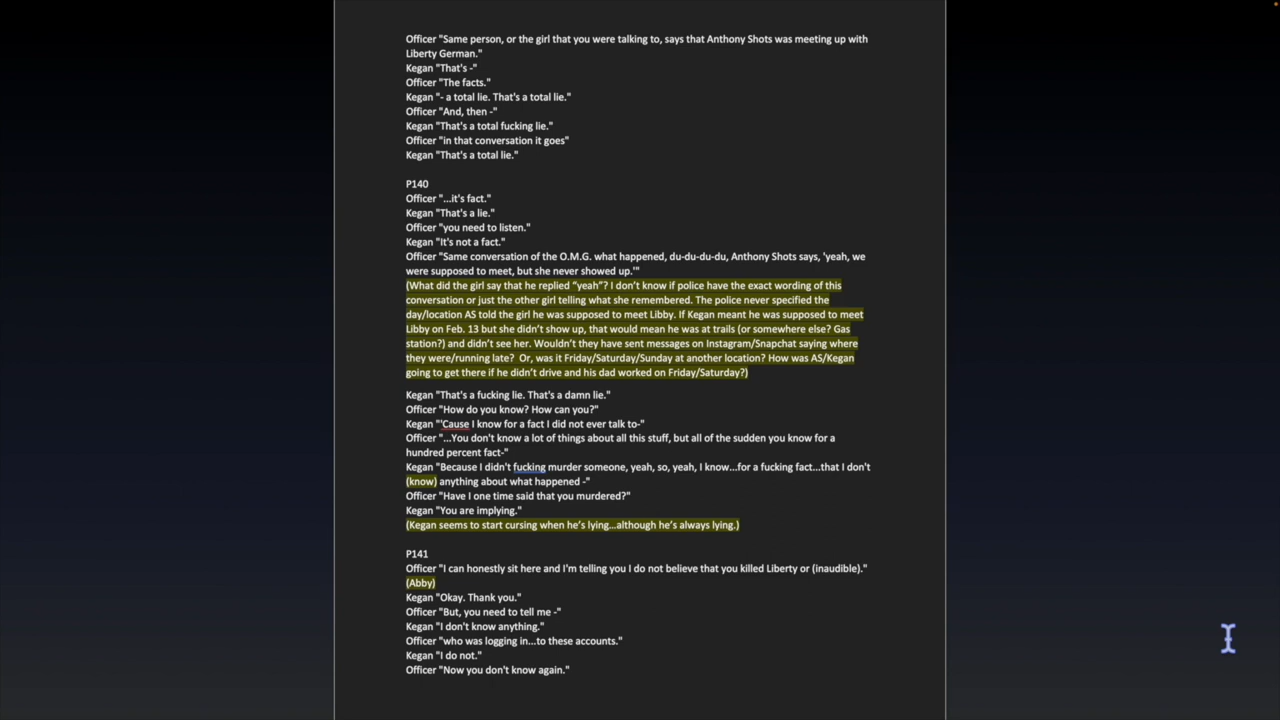 Officer "Same person, or the girl that you were talking to, says that Anthony Shots was meeting up with
Liberty German."
Kegan "That's -"
Officer "The facts."
Kegan "- a total lie. That's a total lie."
Officer "And, then -"
Kegan "That's a total fucking lie."
Officer "in that conversation it goes"
Kegan "That's a total lie."
P140
Officer "...it's fact."
Kegan "That's a lie."
Officer "you need to listen."
Kegan "It's not a fact."
Officer "Same conversation of the O.M.G. what happened, du-du-du-du, Anthony Shots says, 'yeah, we
were supposed to meet, but she never showed up.'"
(What did the girl say that he replied "yeah"? I don't know if police have the exact wording of this
conversation or just the other girl telling what she remembered. The police never specified the
day/location AS told the girl he was supposed to meet Libby. If Kegan meant he was supposed to meet
Libby on Feb. 13 but she didn't show up, that would mean he was at trails (or somewhere else? Gas
station?) and didn't see her. Wouldn't they have sent messages on Instagram/Snapchat saying where
they were/running late?  Or, was it Friday/Saturday/Sunday at another location? How was AS/Kegan
going to get there if he didn't drive and his dad worked on Friday/Saturday?)
Kegan "That's a fucking lie. That's a damn lie."
Officer "How do you know? How can you?"
Kegan "'Cause I know for a fact I did not ever talk to-"
Officer "...You don't know a lot of things about all this stuff, but all of the sudden you know for a
hundred percent fact-"
Kegan "Because I didn't fucking murder someone, yeah, so, yeah, I know...for a fucking fact...that I don't
(know) anything about what happened -"
Officer "Have I one time said that you murdered?"
Kegan "You are implying."
(Kegan seems to start cursing when he's lying...although he's always lying.)
P141
Officer "I can honestly sit here and I'm telling you I do not believe that you killed Liberty or (inaudible)."
(Abby)
Kegan "Okay. Thank you."
Officer "But, you need to tell me -"
Kegan "I don't know anything."
Officer "who was logging in...to these accounts."
Kegan "I do not."
Officer "Now you don't know again."